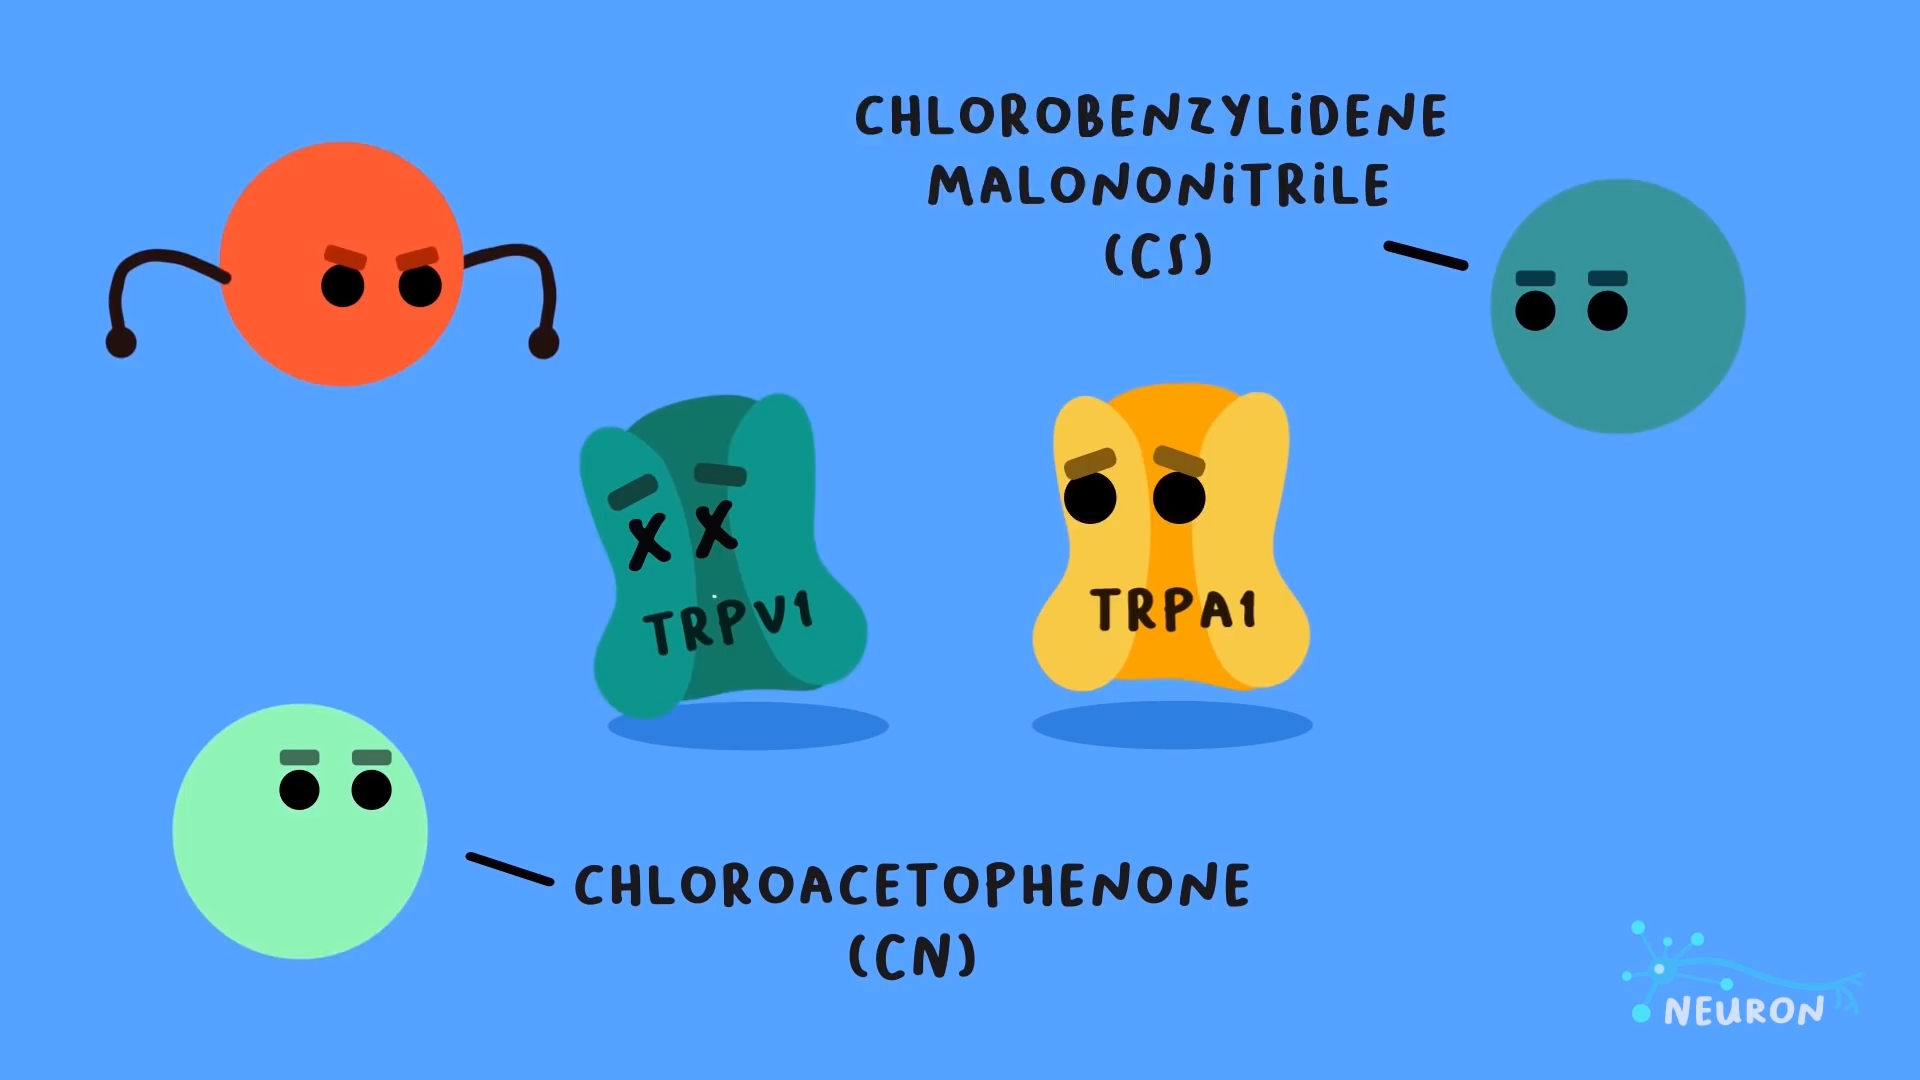 CHLOROBENZYLiDENE
MALONONiTRiLE
(CS)
TRPV1
TRPA1
CHLOROACETOPHENONE
(CN)
NEURON